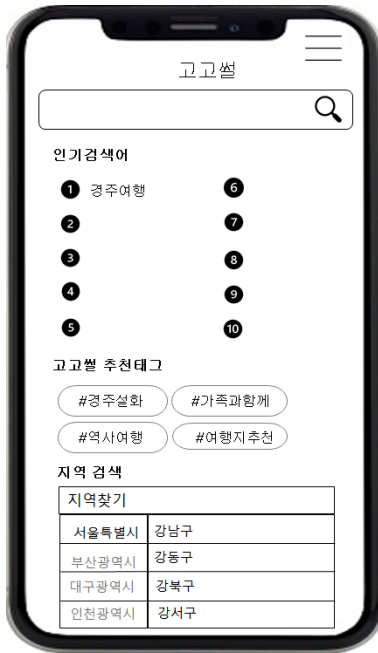 고고썰
인기검색어
1 경주여행
2
3
4
5
6
7
8
9
10
고고썰 추천태그
#경주설화 #가족과함께
#역사여행 #여행지추천
지역 검색
지역찾기
서울특별시 강남구
부산광역시 강동구
대구광역시 강북구
인천광역시 강서구